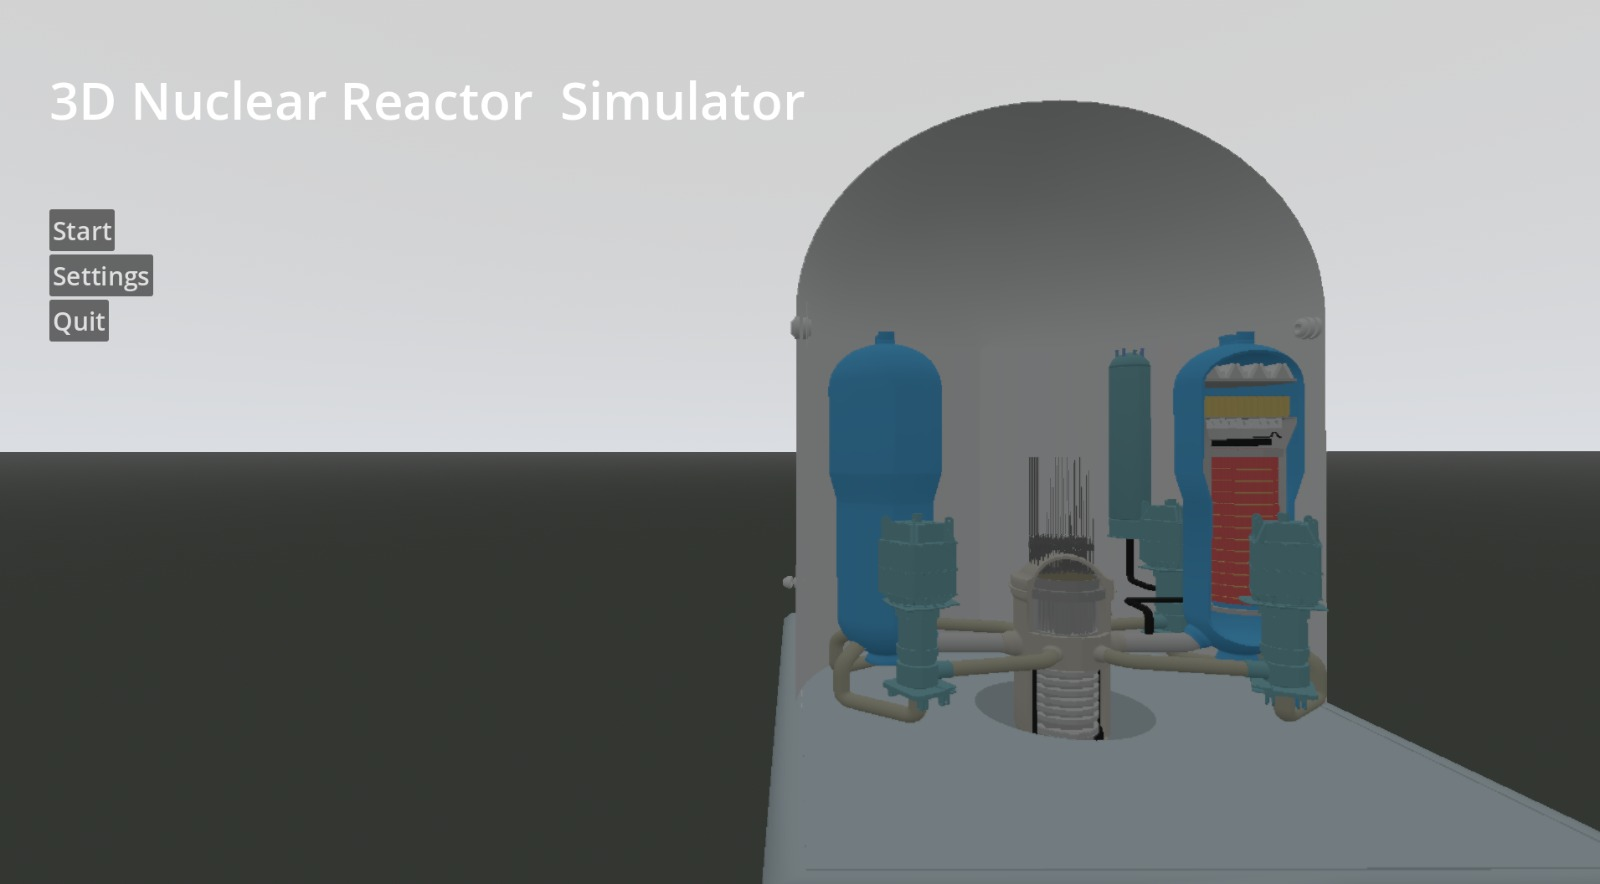 3D Nuclear Reactor  Simulator
Start
Settings
Quit